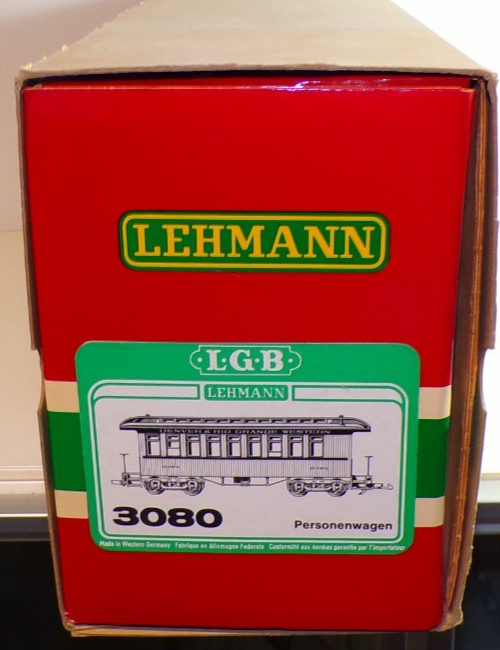 LEHMANN
L·G·B
LEHMANN
DENVER & RIO GRANDE WESTERN
3080
Personenwagen
Made in Western Germany Fabriqué en Allemagne Federale Conformité aux normes garantie par l'importateur